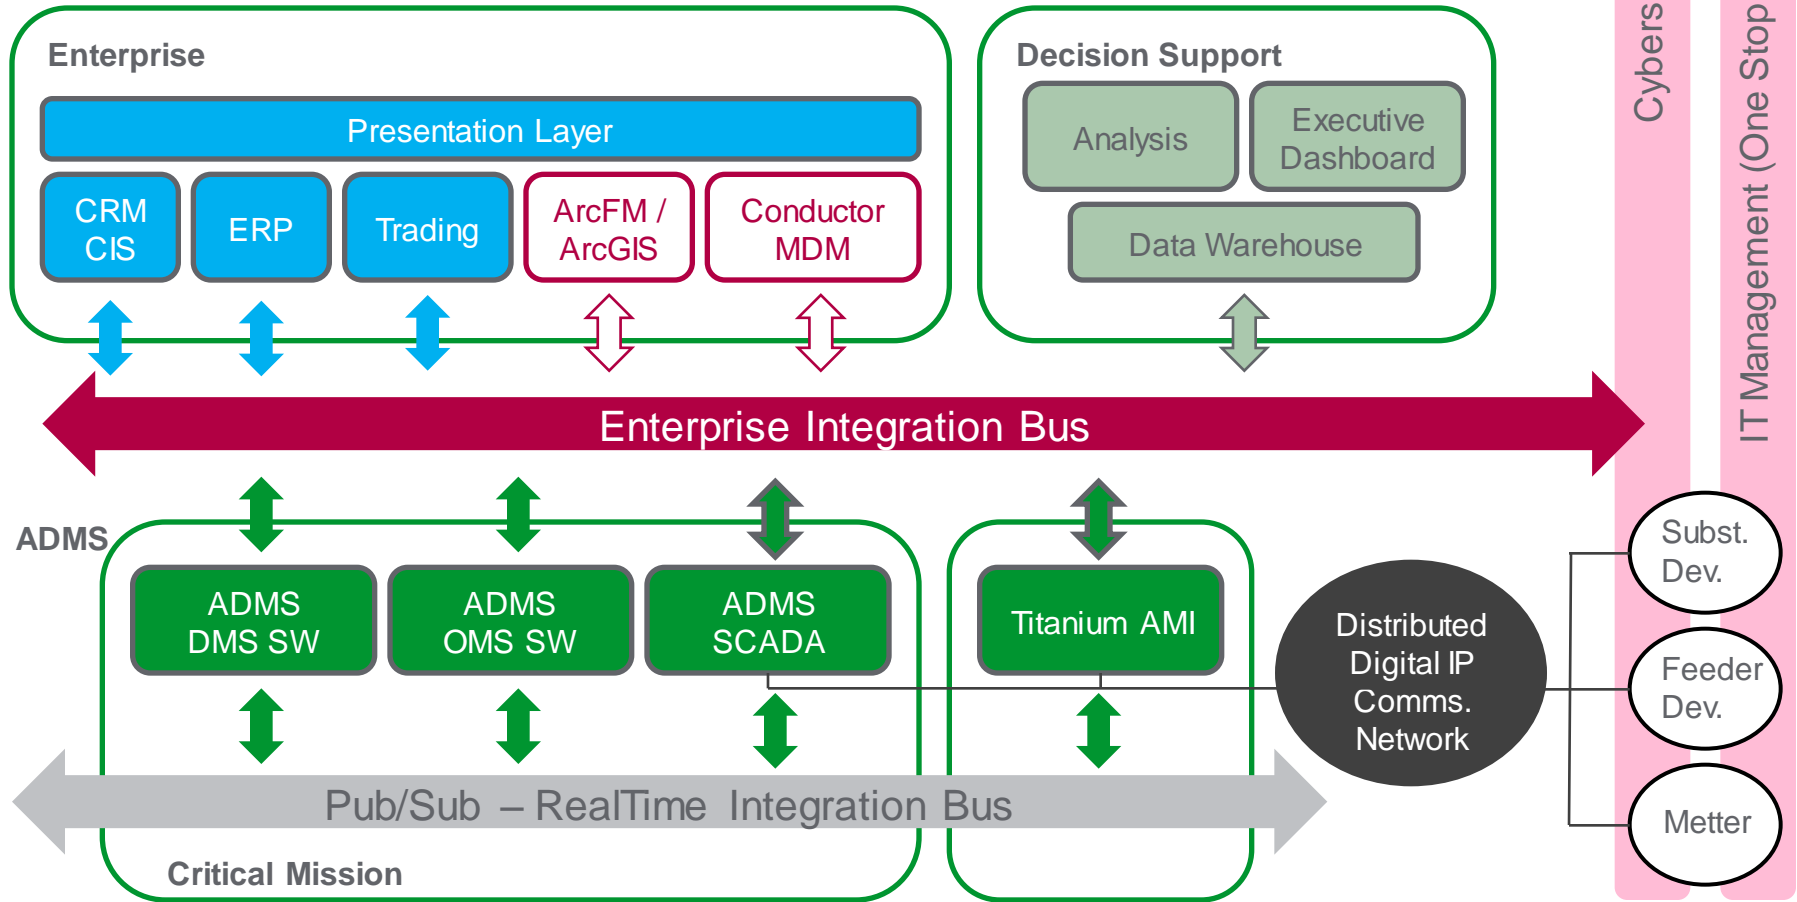 Enterprise
Presentation Layer
CRM
CIS
ERP
Trading
ArcFM /
ArcGIS
Conductor
MDM
Decision Support
Analysis
Executive
Dashboard
Data Warehouse
Cybers
IT Management (One Stop
Enterprise Integration Bus
ADMS
ADMS
DMS SW
ADMS
OMS SW
ADMS
SCADA
Titanium AMI
Distributed
Digital IP
Comms.
Network
Subst.
Dev.
Feeder
Dev.
Metter
Pub/Sub – RealTime Integration Bus
Critical Mission